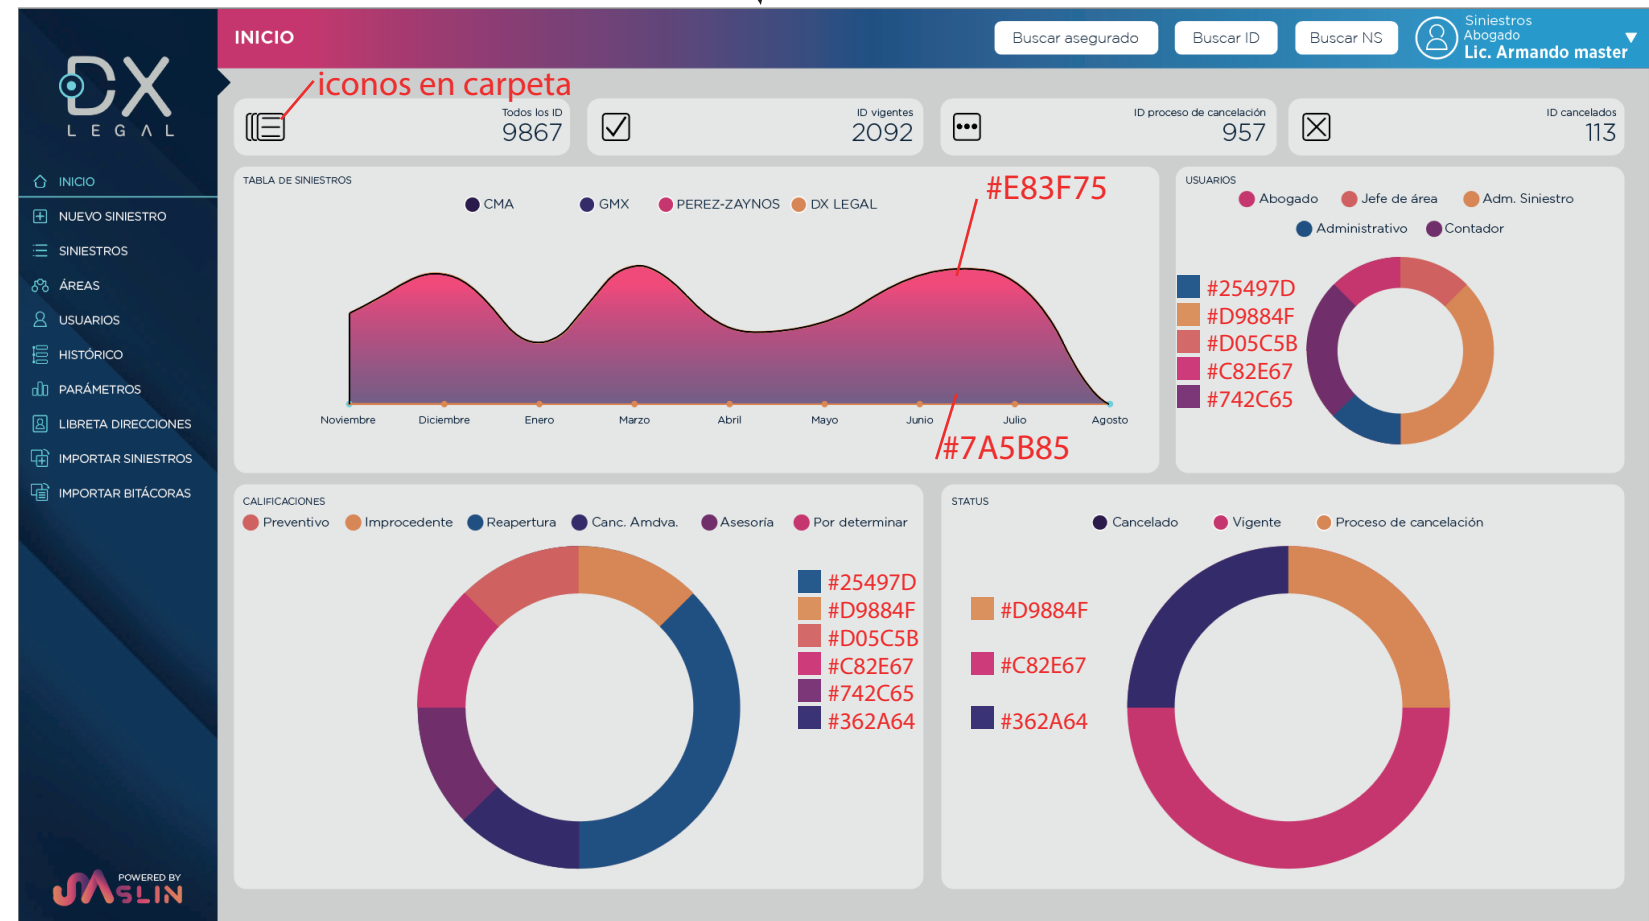 DX
LEGAL
INICIO
NUEVO SINIESTRO
SINIESTROS
ÁREAS
USUARIOS
HISTÓRICO
PARÁMETROS
LIBRETA DIRECCIONES
IMPORTAR SINIESTROS
IMPORTAR BITÁCORAS
POWERED BY
JASLIN
INICIO
Buscar asegurado
Buscar ID
Buscar NS
Siniestros
Abogado
Lic. Armando master
iconos en carpeta
Todos los ID
9867
ID vigentes
2092
ID proceso de cancelación
957
ID cancelados
113
TABLA DE SINIESTROS
CMA GMX PEREZ-ZAYNOS DX LEGAL
#E83F75
Noviembre Diciembre Enero Marzo Abril Mayo Junio Julio Agosto
#7A5B85
USUARIOS
Abogado Jefe de área Adm. Siniestro
Administrativo Contador
#25497D
#D9884F
#D05C5B
#C82E67
#742C65
CALIFICACIONES
Preventivo Improcedente Reapertura Canc. Amdva. Asesoría Por determinar
#25497D
#D9884F
#D05C5B
#C82E67
#742C65
#362A64
STATUS
Cancelado Vigente Proceso de cancelación
#D9884F
#C82E67
#362A64